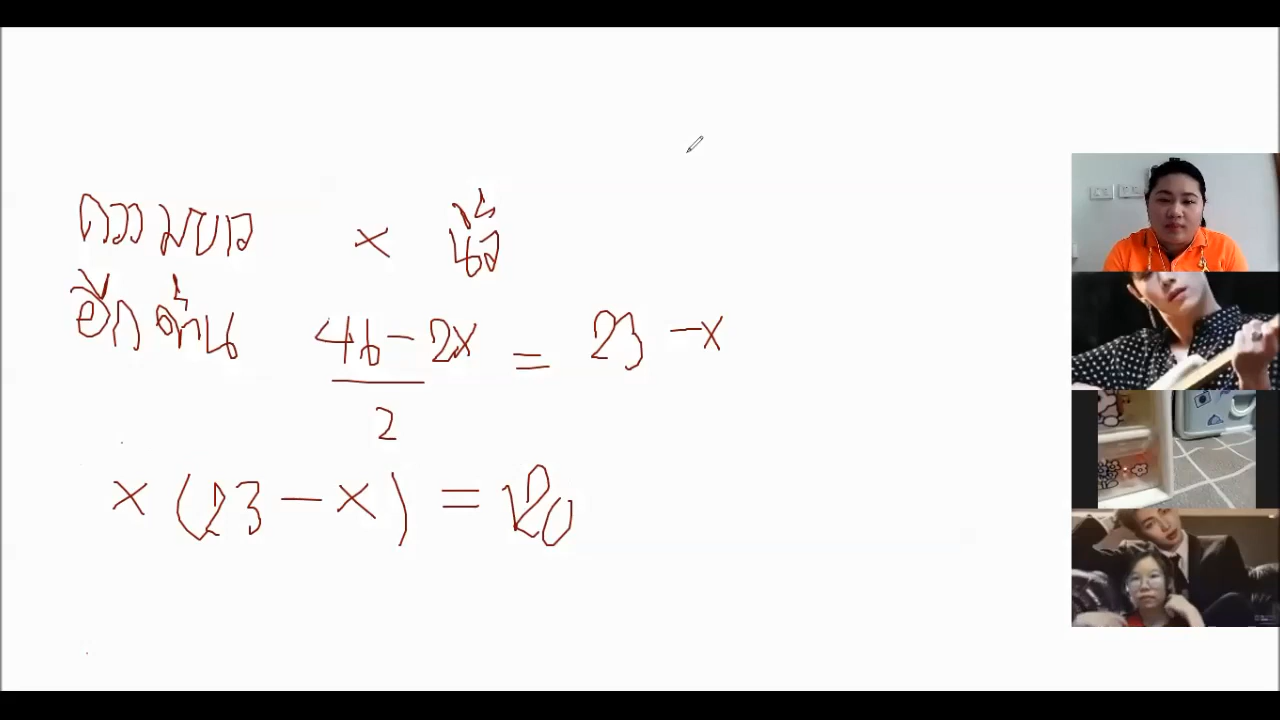 ความยาว x นิ้ว
อีกด้าน 46 - 2x / 2 = 23 - x
x (23 - x) = 120